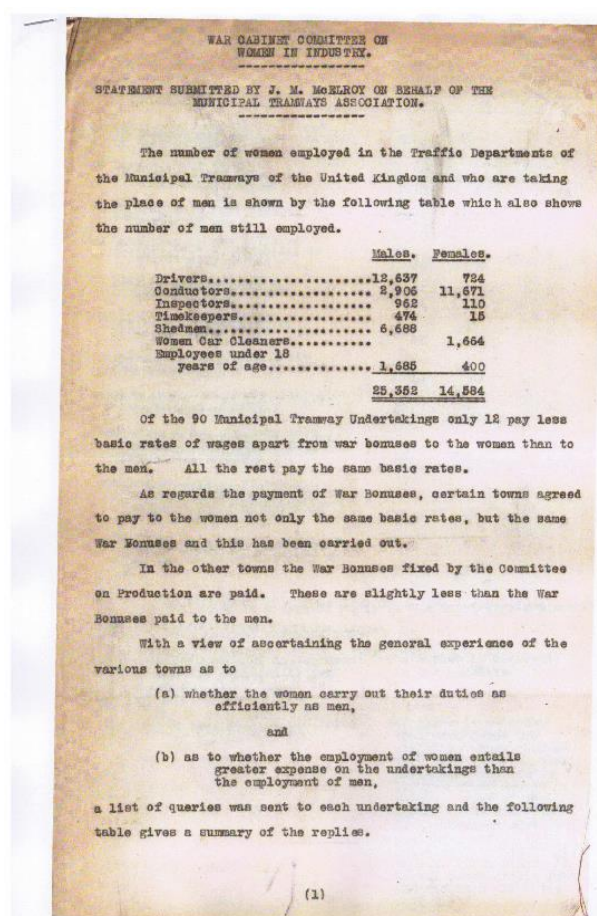 WAR CABINET COMMITTEE ON
WOMEN IN INDUSTRY.
STATEMENT SUBMITTED BY J. M. McELROY ON BEHALF OF THE
MUNICIPAL TRAMWAYS ASSOCIATION.
The number of women employed in the Traffic Departments of
the Municipal Tramways of the United Kingdom and who are taking
the place of men is shown by the following table which also shows
the number of men still employed.
Males. Females.
Drivers......................12,637 724
Conductors................... 2,906 11,671
Inspectors................... 962 110
Timekeepers.................. 474 15
Shedmen...................... 6,688
Women Car Cleaners........... 1,664
Employees under 18
years of age.............. 1,685 400
25,352 14,584
Of the 90 Municipal Tramway Undertakings only 12 pay less
basic rates of wages apart from war bonuses to the women than to
the men. All the rest pay the same basic rates.
As regards the payment of War Bonuses, certain towns agreed
to pay to the women not only the same basic rates, but the same
War Bonuses and this has been carried out.
In the other towns the War Bonuses fixed by the Committee
on Production are paid. These are slightly less than the War
Bonuses paid to the men.
With a view of ascertaining the general experience of the
various towns as to
(a) whether the women carry out their duties as
efficiently as men,
and
(b) as to whether the employment of women entails
greater expense on the undertakings than
the employment of men,
a list of queries was sent to each undertaking and the following
table gives a summary of the replies.
(1)